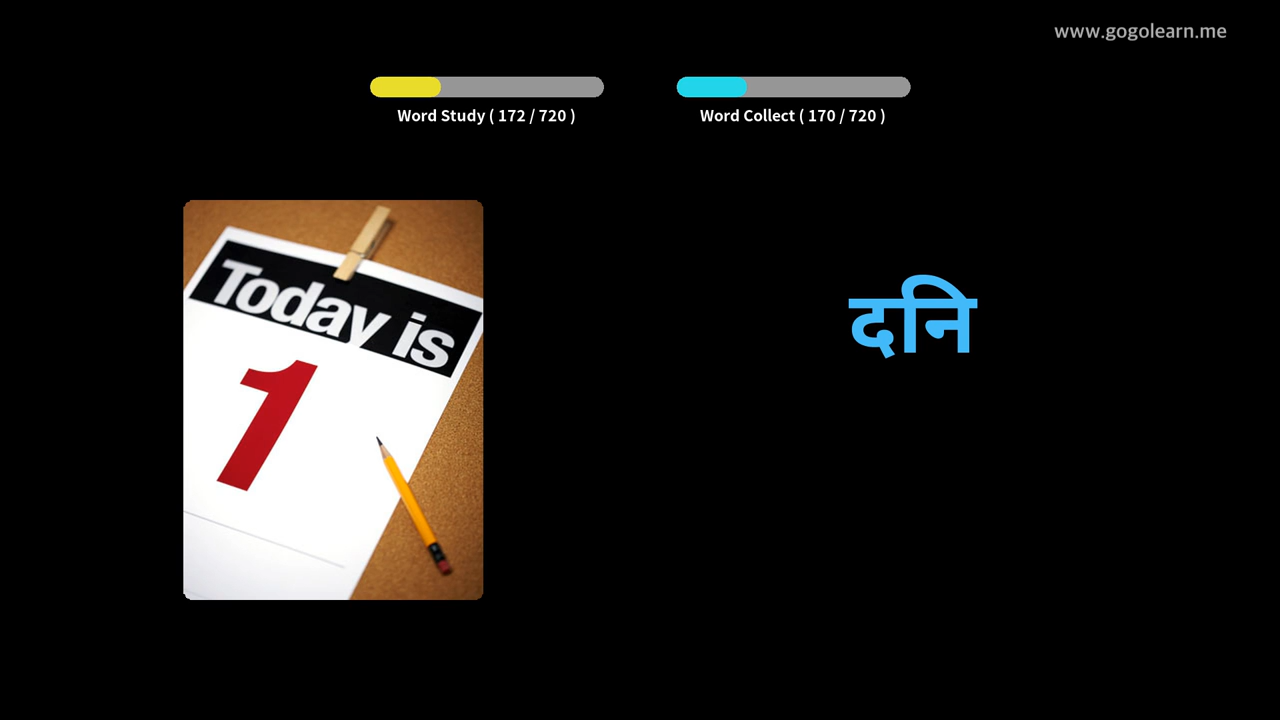 www.gogolearn.me
Word Study ( 172 / 720 )
Word Collect ( 170 / 720 )
Today is
1
दनि